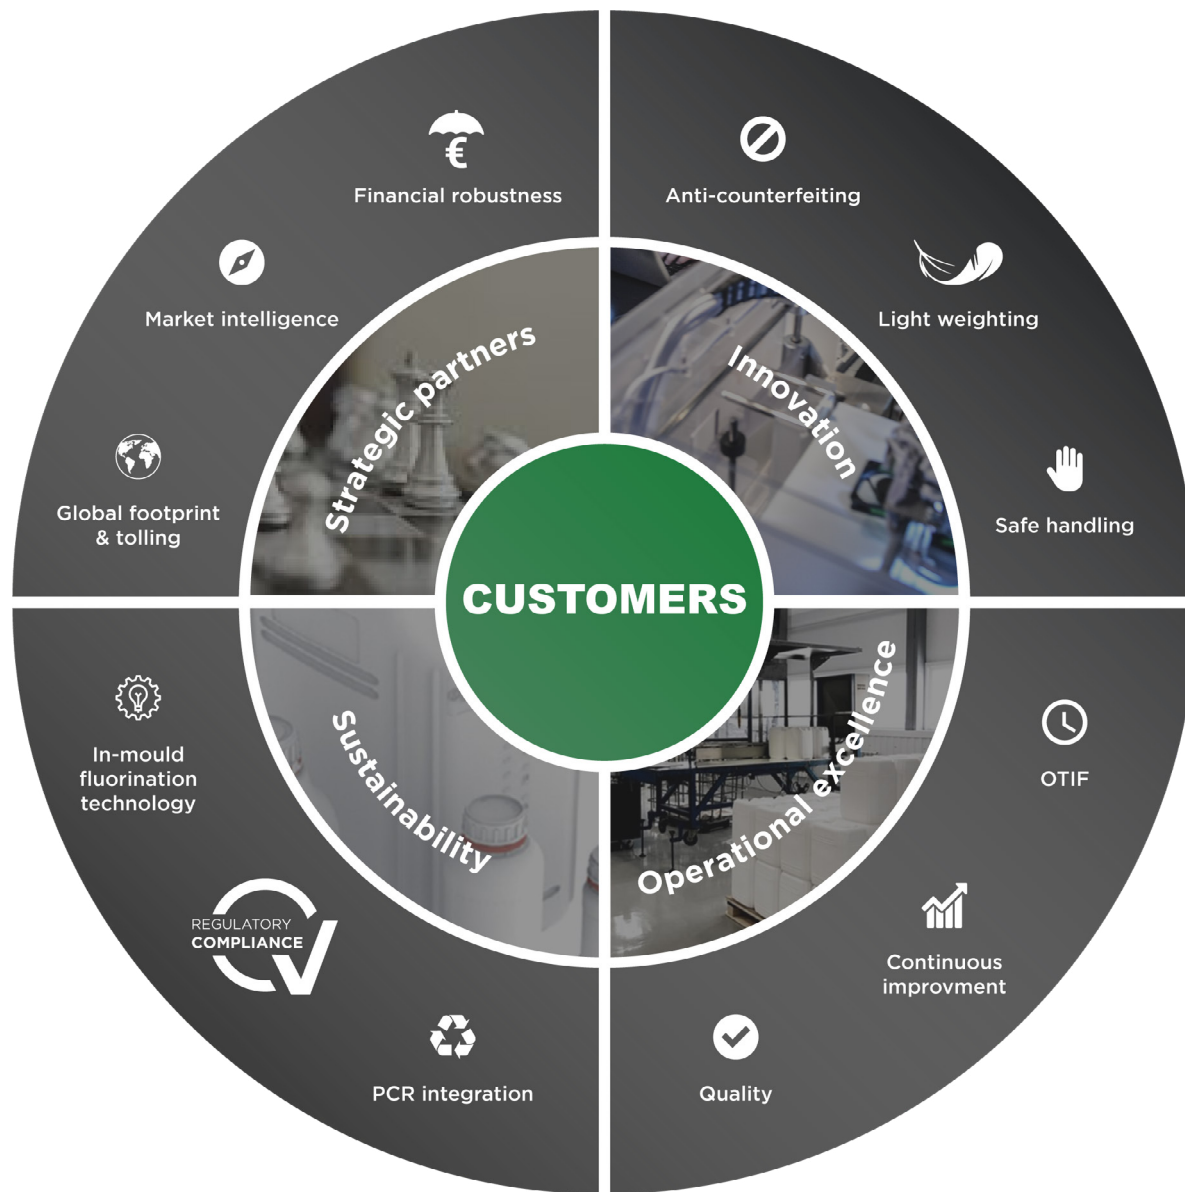 Financial robustness
Anti-counterfeiting
Market intelligence
Light weighting
Global footprint
& tolling
Safe handling
Strategic partners
Innovation
CUSTOMERS
Sustainability
Operational excellence
In-mould
fluorination
technology
OTIF
REGULATORY
COMPLIANCE
Continuous
improvment
PCR integration
Quality